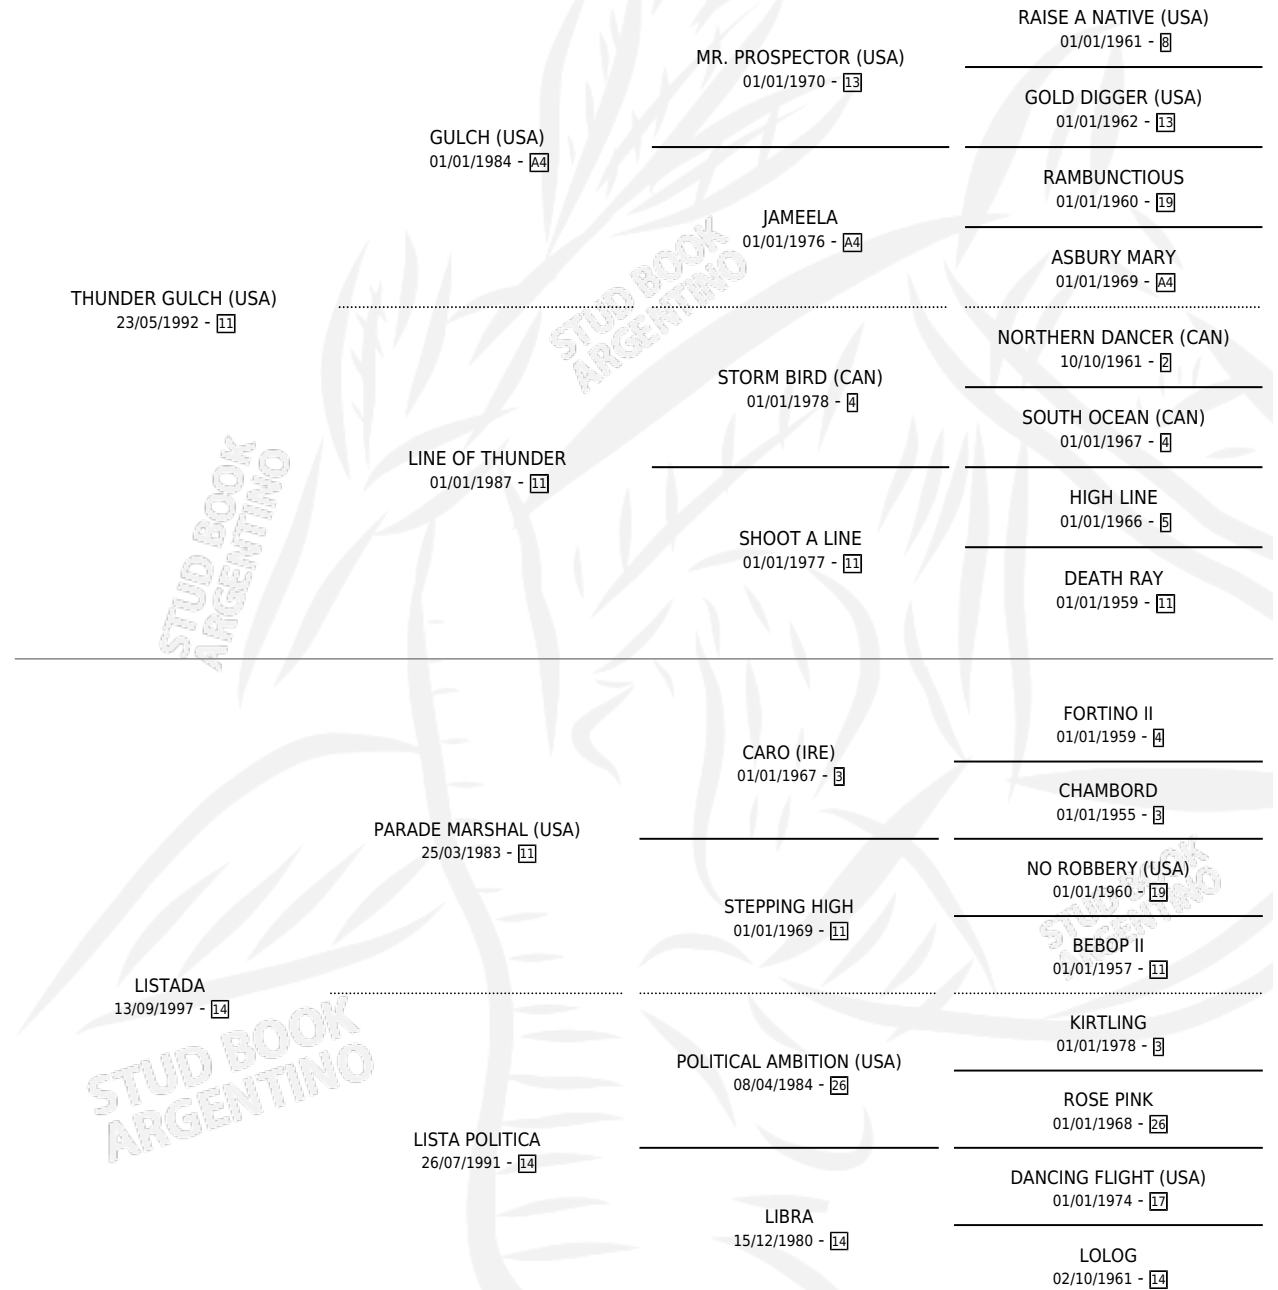 RAISE A NATIVE (USA)
01/01/1961 - 8
MR. PROSPECTOR (USA)
01/01/1970 - 13
GOLD DIGGER (USA)
01/01/1962 - 13
GULCH (USA)
01/01/1984 - A4
RAMBUNCTIOUS
01/01/1960 - 19
JAMEELA
01/01/1976 - A4
ASBURY MARY
01/01/1969 - A4
THUNDER GULCH (USA)
23/05/1992 - 11
NORTHERN DANCER (CAN)
10/10/1961 - 2
STORM BIRD (CAN)
01/01/1978 - 4
SOUTH OCEAN (CAN)
01/01/1967 - 4
LINE OF THUNDER
01/01/1987 - 11
HIGH LINE
01/01/1966 - 5
SHOOT A LINE
01/01/1977 - 11
DEATH RAY
01/01/1959 - 11
FORTINO II
01/01/1959 - 4
CARO (IRE)
01/01/1967 - 3
CHAMBORD
01/01/1955 - 3
PARADE MARSHAL (USA)
25/03/1983 - 11
NO ROBBERY (USA)
01/01/1960 - 19
STEPPING HIGH
01/01/1969 - 11
BEBOP II
01/01/1957 - 11
LISTADA
13/09/1997 - 14
KIRTLING
01/01/1978 - 3
POLITICAL AMBITION (USA)
08/04/1984 - 26
ROSE PINK
01/01/1968 - 26
LISTA POLITICA
26/07/1991 - 14
DANCING FLIGHT (USA)
01/01/1974 - 17
LIBRA
15/12/1980 - 14
LOLOG
02/10/1961 - 14
STUD BOOK
ARGENTINO
STUD BOOK
ARGENTINO
STUD BOOK
ARGENTINO
STUD BOOK
ARGENTINO